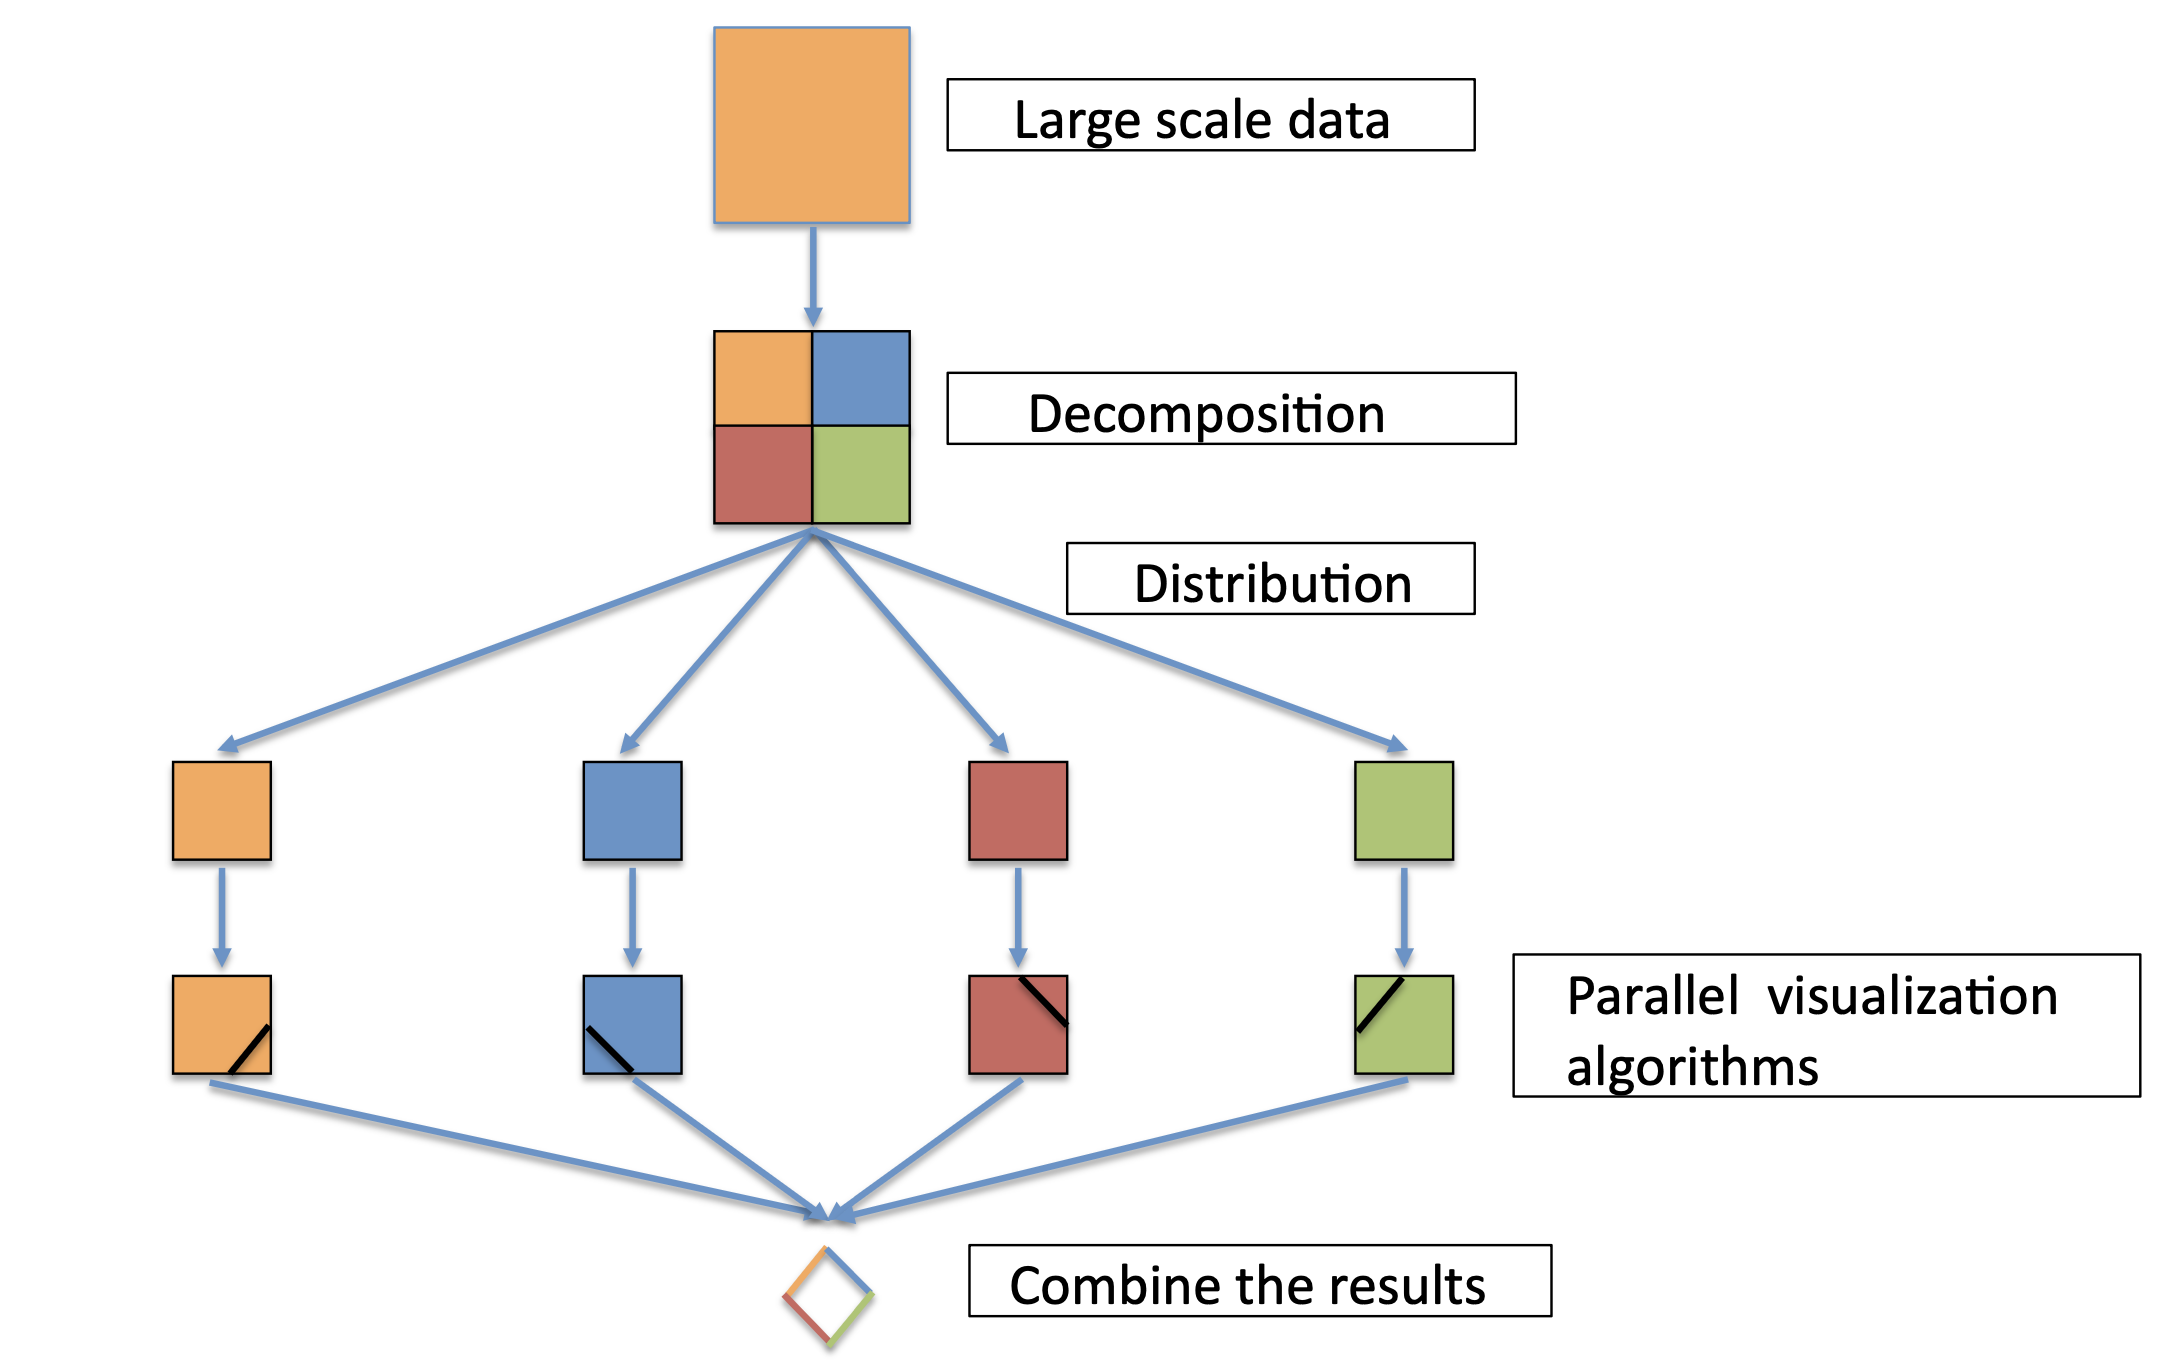 Large scale data
Decomposition
Distribution
Parallel visualization
algorithms
Combine the results